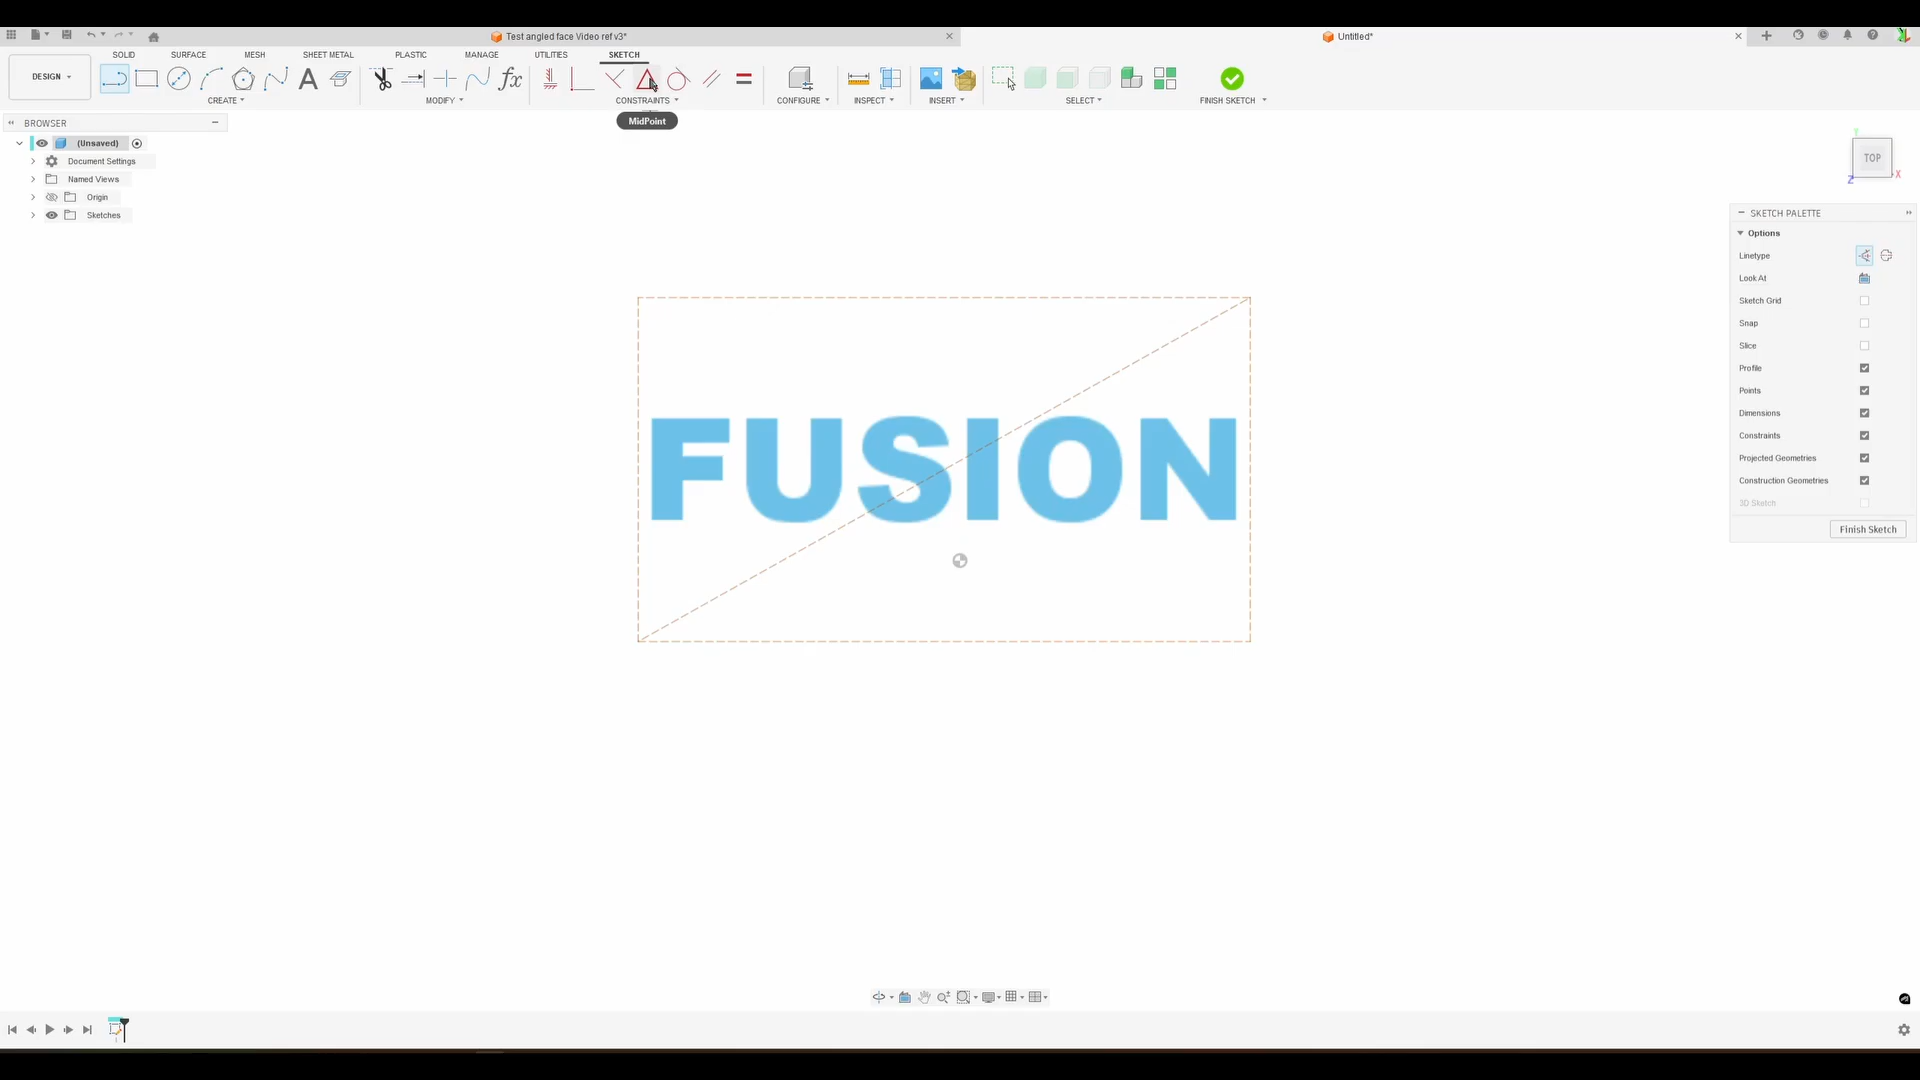 Test angled face Video ref v3*
Untitled*
SOLID SURFACE MESH SHEET METAL PLASTIC MANAGE UTILITIES SKETCH
DESIGN
A fx
CREATE MODIFY CONSTRAINTS CONFIGURE INSPECT INSERT SELECT FINISH SKETCH
MidPoint
BROWSER
(Unsaved)
Document Settings
Named Views
Origin
Sketches
Y
TOP
X
Z
SKETCH PALETTE
Options
Linetype
Look At
Sketch Grid
Snap
Slice
Profile
Points
Dimensions
Constraints
Projected Geometries
Construction Geometries
3D Sketch
Finish Sketch
FUSION